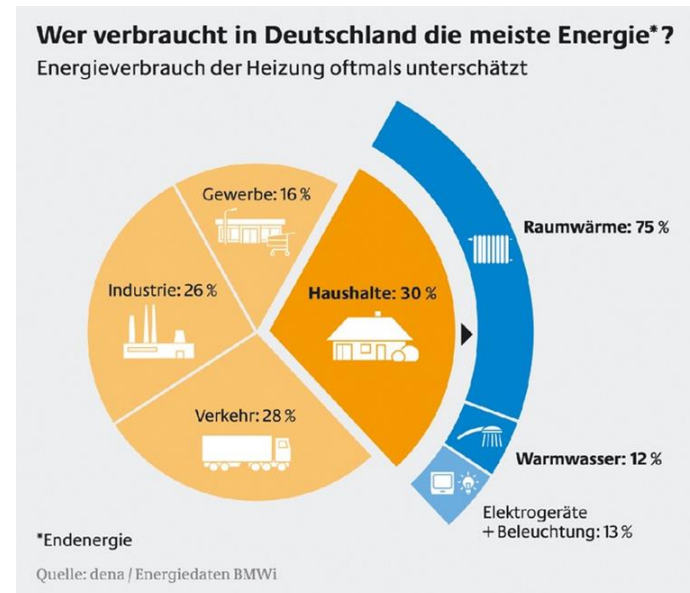 Wer verbraucht in Deutschland die meiste Energie*?
Energieverbrauch der Heizung oftmals unterschätzt
Gewerbe: 16 %
Raumwärme: 75 %
Industrie: 26 %
Haushalte: 30 %
Verkehr: 28 %
Warmwasser: 12 %
Elektrogeräte
+ Beleuchtung: 13 %
*Endenergie
Quelle: dena / Energiedaten BMWi